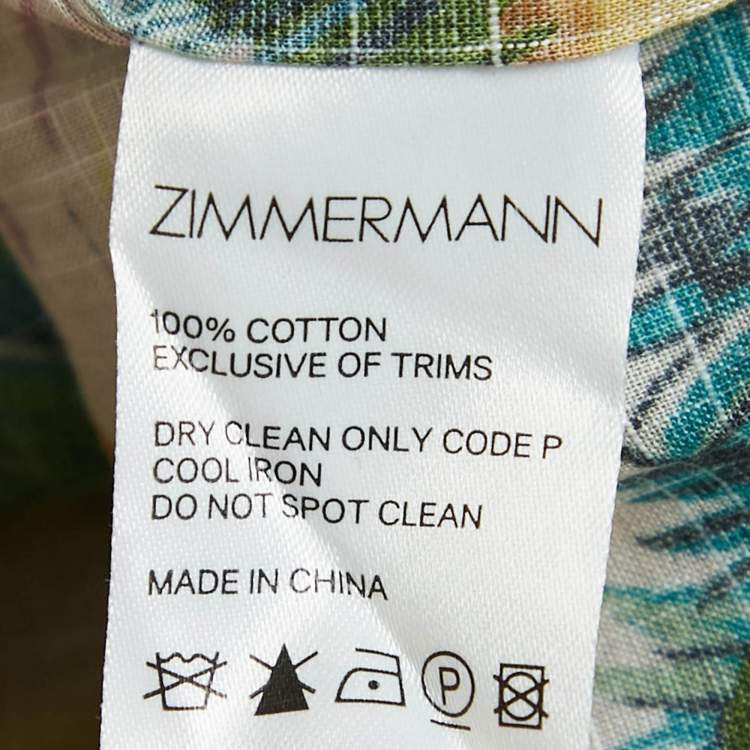 ZIMMERMANN
100% COTTON
EXCLUSIVE OF TRIMS
DRY CLEAN ONLY CODE P
COOL IRON
DO NOT SPOT CLEAN
MADE IN CHINA
P